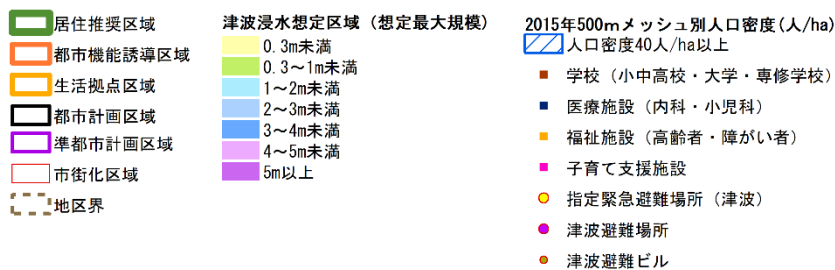 居住推奨区域
都市機能誘導区域
生活拠点区域
都市計画区域
準都市計画区域
市街化区域
地区界
津波浸水想定区域（想定最大規模）
0.3m未満
0.3～1m未満
1～2m未満
2～3m未満
3～4m未満
4～5m未満
5m以上
2015年500mメッシュ別人口密度(人/ha)
人口密度40人/ha以上
学校（小中高校・大学・専修学校）
医療施設（内科・小児科）
福祉施設（高齢者・障がい者）
子育て支援施設
指定緊急避難場所（津波）
津波避難場所
津波避難ビル